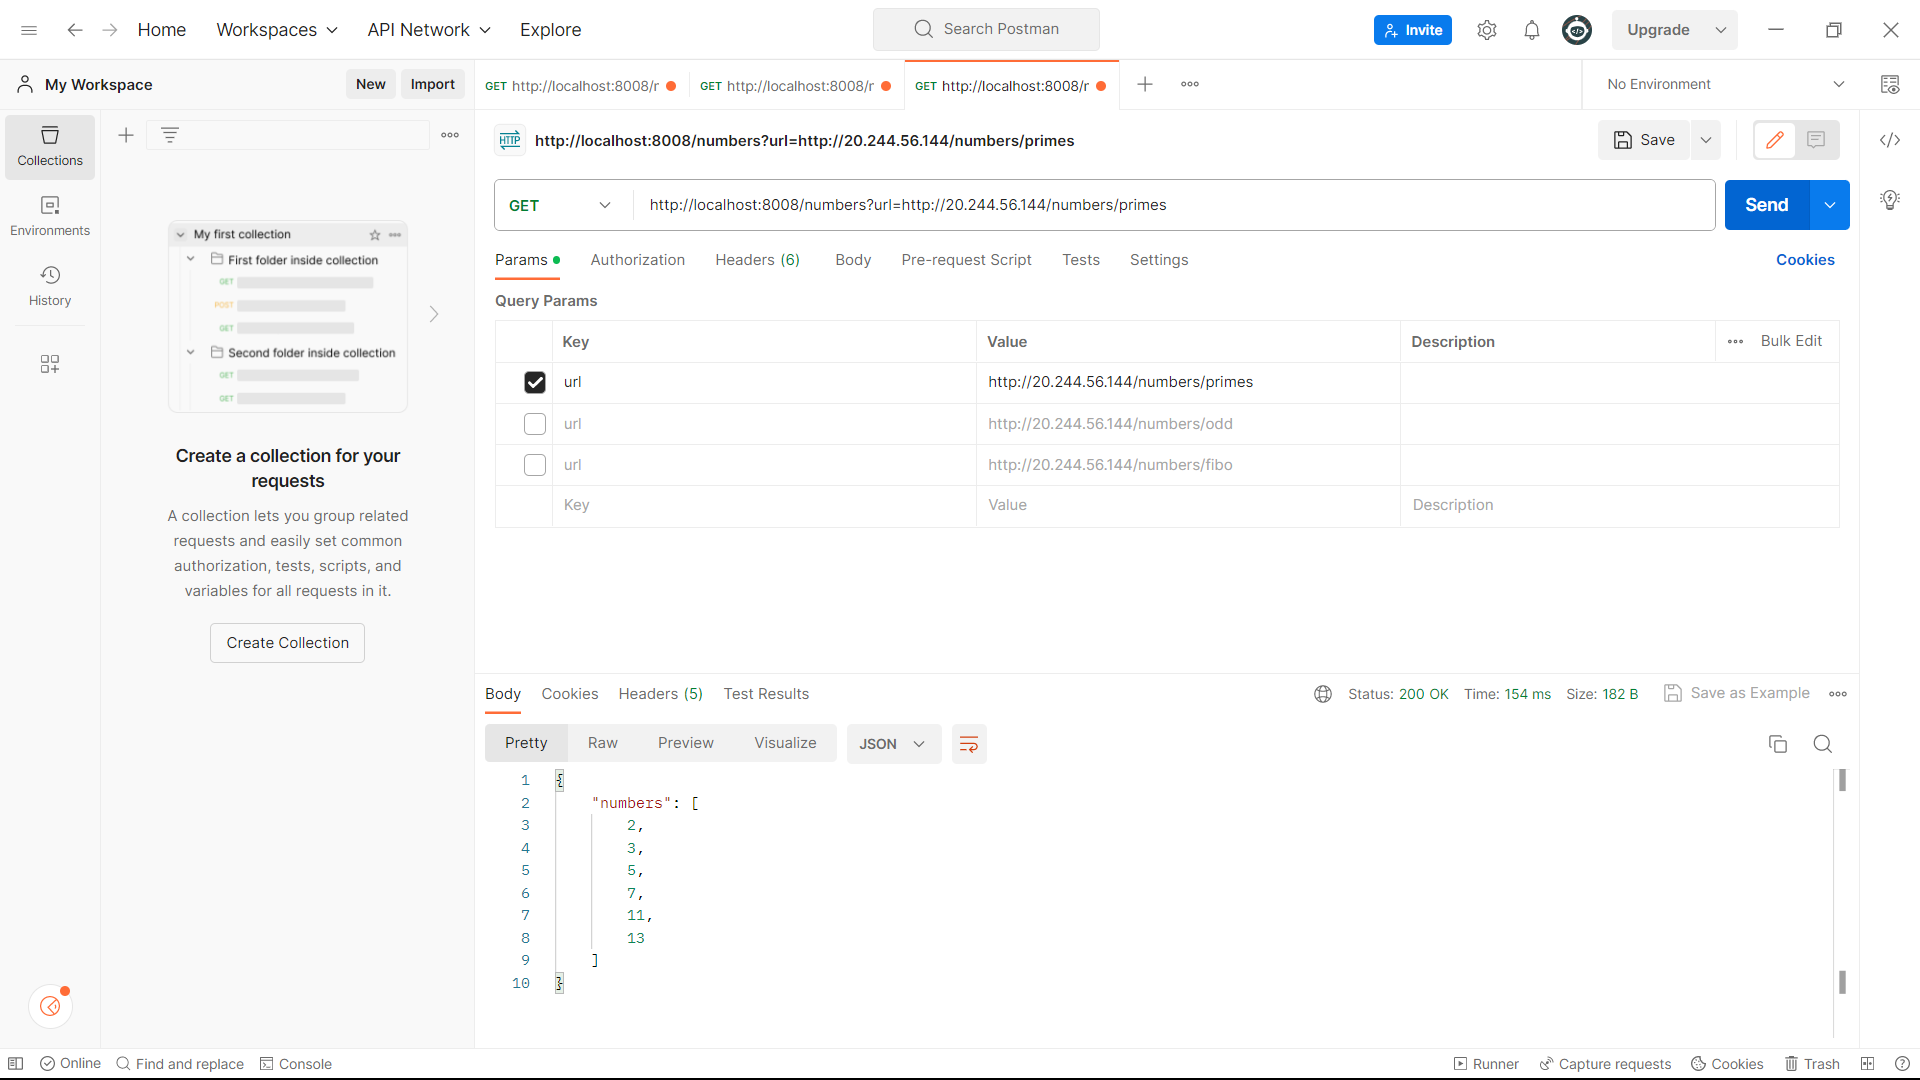 Home Workspaces API Network Explore Search Postman Invite Upgrade
My Workspace New Import GET http://localhost:8008/r GET http://localhost:8008/r GET http://localhost:8008/r No Environment
Collections
Environments
History
My first collection
First folder inside collection
GET
POST
GET
Second folder inside collection
GET
GET
Create a collection for your
requests
A collection lets you group related
requests and easily set common
authorization, tests, scripts, and
variables for all requests in it.
Create Collection
HTTP http://localhost:8008/numbers?url=http://20.244.56.144/numbers/primes Save
GET http://localhost:8008/numbers?url=http://20.244.56.144/numbers/primes Send
Params Authorization Headers (6) Body Pre-request Script Tests Settings Cookies
Query Params
Key Value Description Bulk Edit
url http://20.244.56.144/numbers/primes
url http://20.244.56.144/numbers/odd
url http://20.244.56.144/numbers/fibo
Key Value Description
Body Cookies Headers (5) Test Results Status: 200 OK Time: 154 ms Size: 182 B Save as Example
Pretty Raw Preview Visualize JSON
1 {
2 "numbers": [
3 2,
4 3,
5 5,
6 7,
7 11,
8 13
9 ]
10 }
Online Find and replace Console Runner Capture requests Cookies Trash